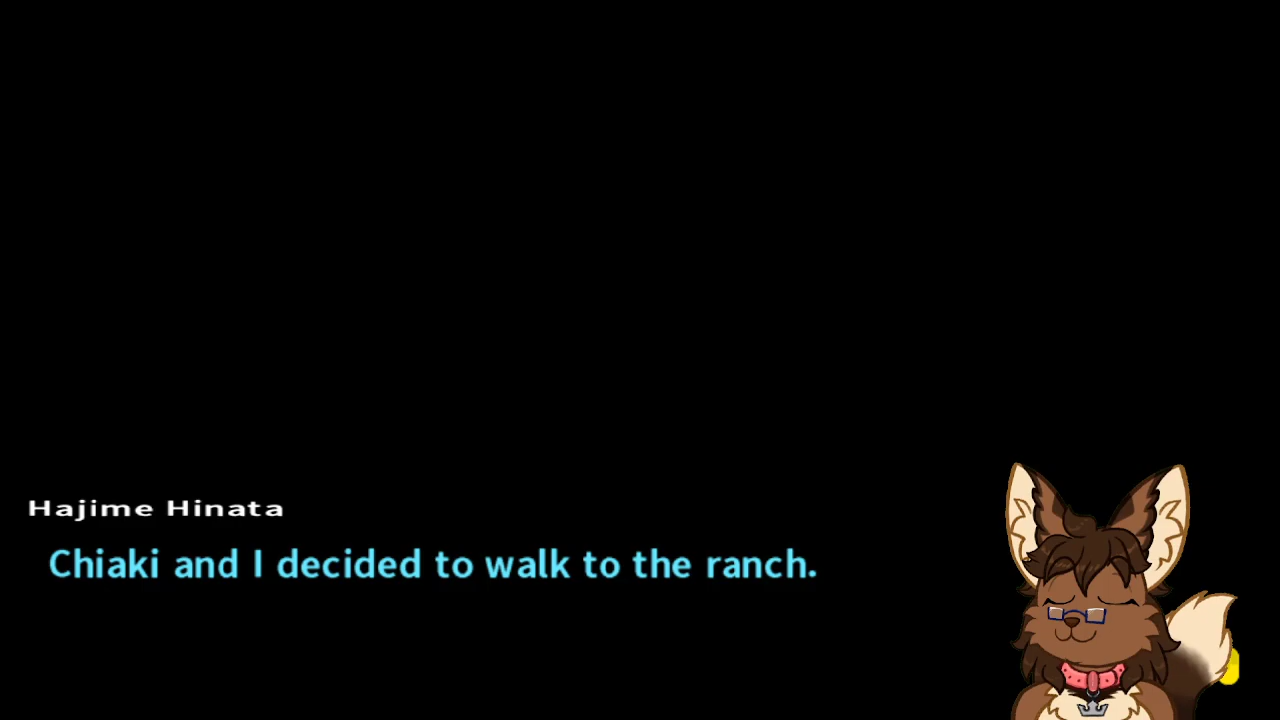 Hajime Hinata
Chiaki and I decided to walk to the ranch.